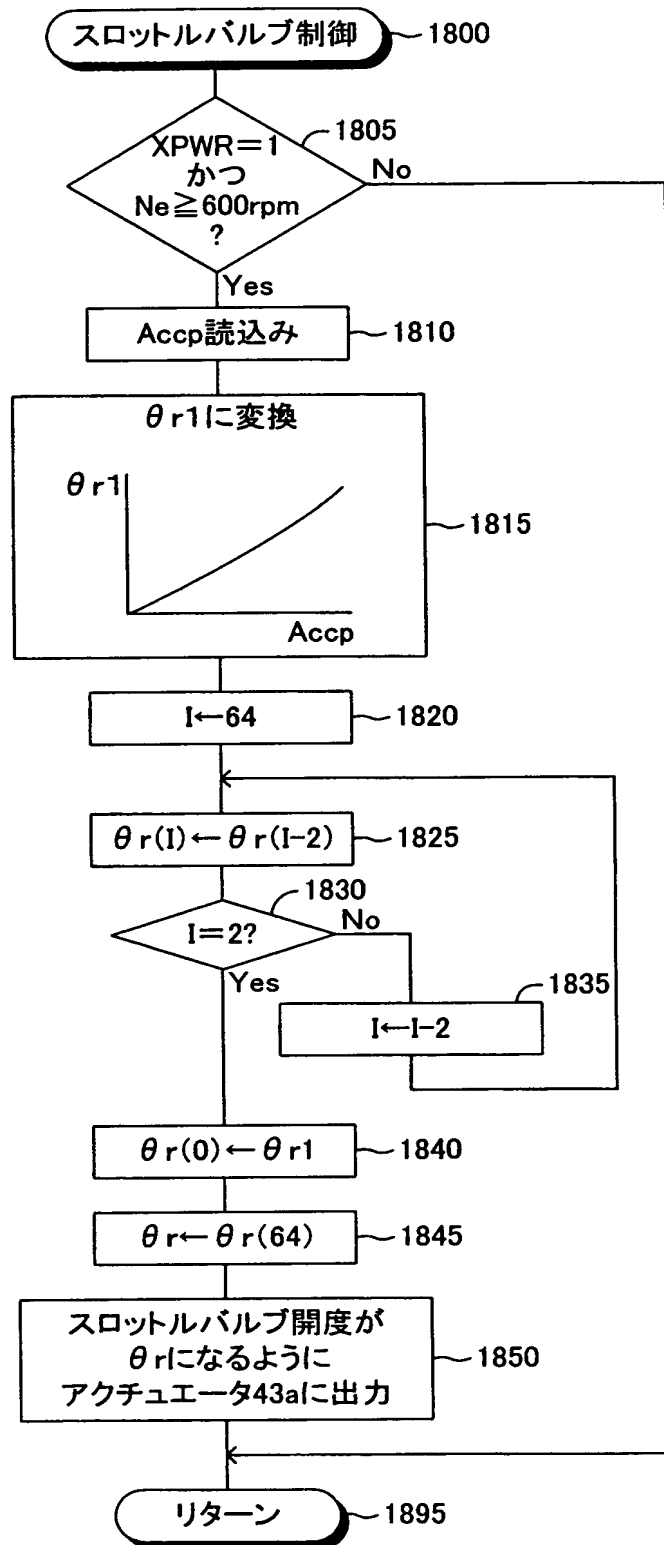 スロットルバルブ制御
1800
1805
XPWR＝1
かつ
Ne≧600rpm
?
No
Yes
Accp読込み
1810
θr1に変換
θr1
Accp
1815
I←64
1820
θr(I)←θr(I-2)
1825
1830
I＝2?
No
Yes
1835
I←I-2
θr(0)←θr1
1840
θr←θr(64)
1845
スロットルバルブ開度が
θrになるように
アクチュエータ43aに出力
1850
リターン
1895